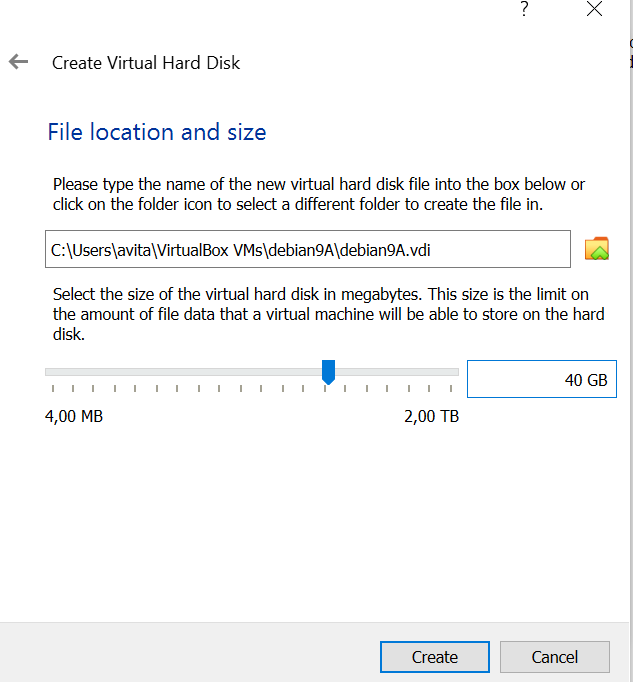 ?
Create Virtual Hard Disk
File location and size
Please type the name of the new virtual hard disk file into the box below or
click on the folder icon to select a different folder to create the file in.
C:\Users\avita\VirtualBox VMs\debian9A\debian9A.vdi
Select the size of the virtual hard disk in megabytes. This size is the limit on
the amount of file data that a virtual machine will be able to store on the hard
disk.
40 GB
4,00 MB
2,00 TB
Create
Cancel